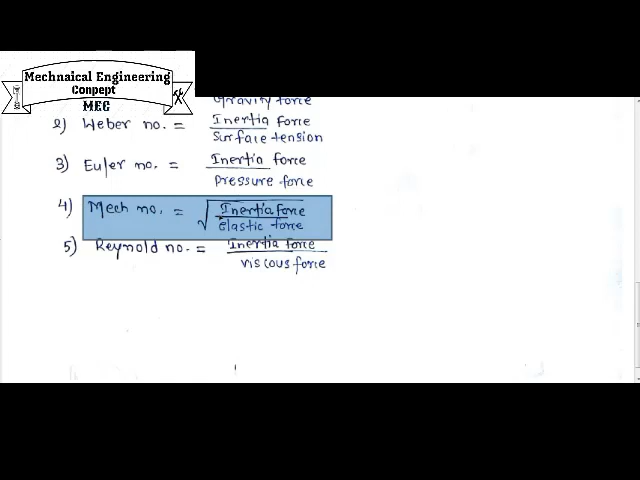 Mechnaical Engineering
Conpept
MEC
Gravity force
2) Weber no. = Inertia force
Surface tension
3) Euler no. = Inertia force
Pressure force
4) Mech no. = √ Inertia force
elastic force
5) Reynold no. = Inertia force
viscous force